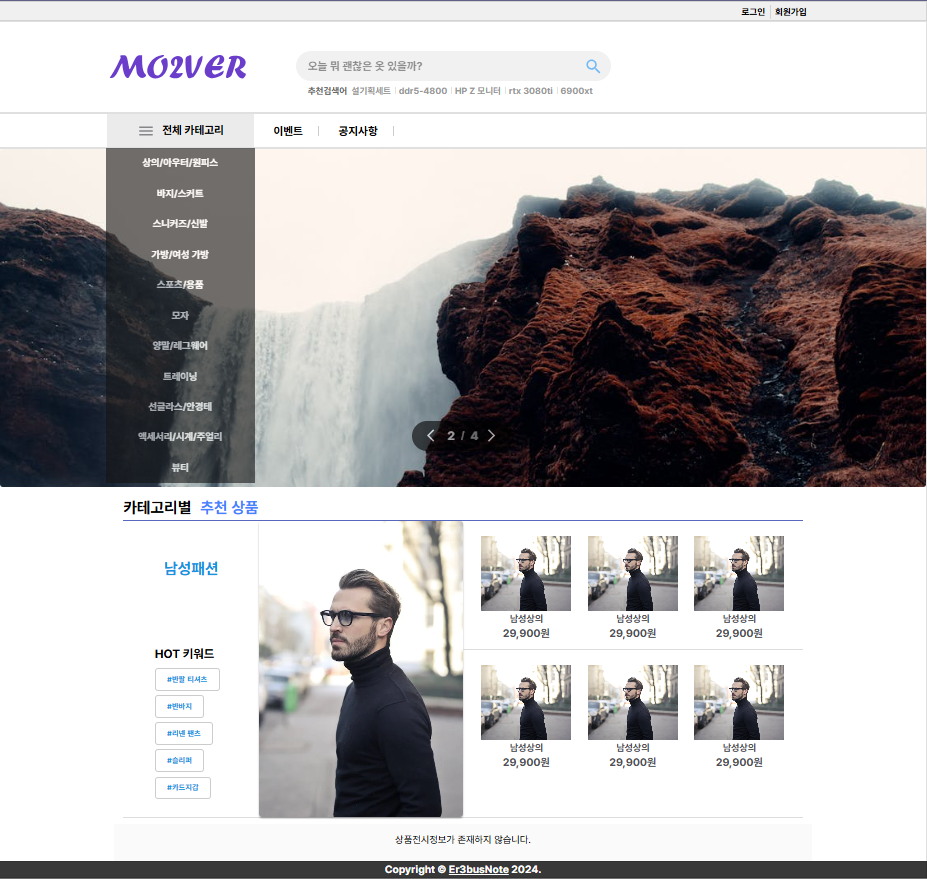 로그인 회원가입
MO2VER
오늘 뭐 괜찮은 옷 있을까?
추천검색어 설기획세트 ddr5-4800 HP Z 모니터 rtx 3080ti 6900xt
전체 카테고리 이벤트 공지사항
상의/아우터/원피스
바지/스커트
스니커즈/신발
가방/여성 가방
스포츠/용품
모자
양말/레그웨어
트레이닝
선글라스/안경테
액세서리/시계/주얼리
뷰티
2 / 4
카테고리별 추천 상품
남성패션
HOT 키워드
#반팔 티셔츠
#반바지
#리넨 팬츠
#슬리퍼
#카드지갑
남성상의 남성상의 남성상의
29,900원 29,900원 29,900원
남성상의 남성상의 남성상의
29,900원 29,900원 29,900원
상품전시정보가 존재하지 않습니다.
Copyright © Er3busNote 2024.